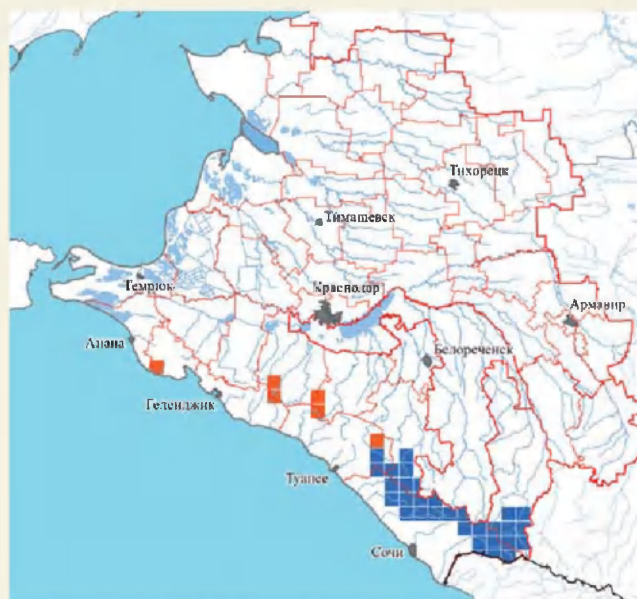 Тихорецк
Тимашевск
Темрюк
Краснодар
Армавир
Анапа
Белореченск
Геленджик
Туапсе
Сочи